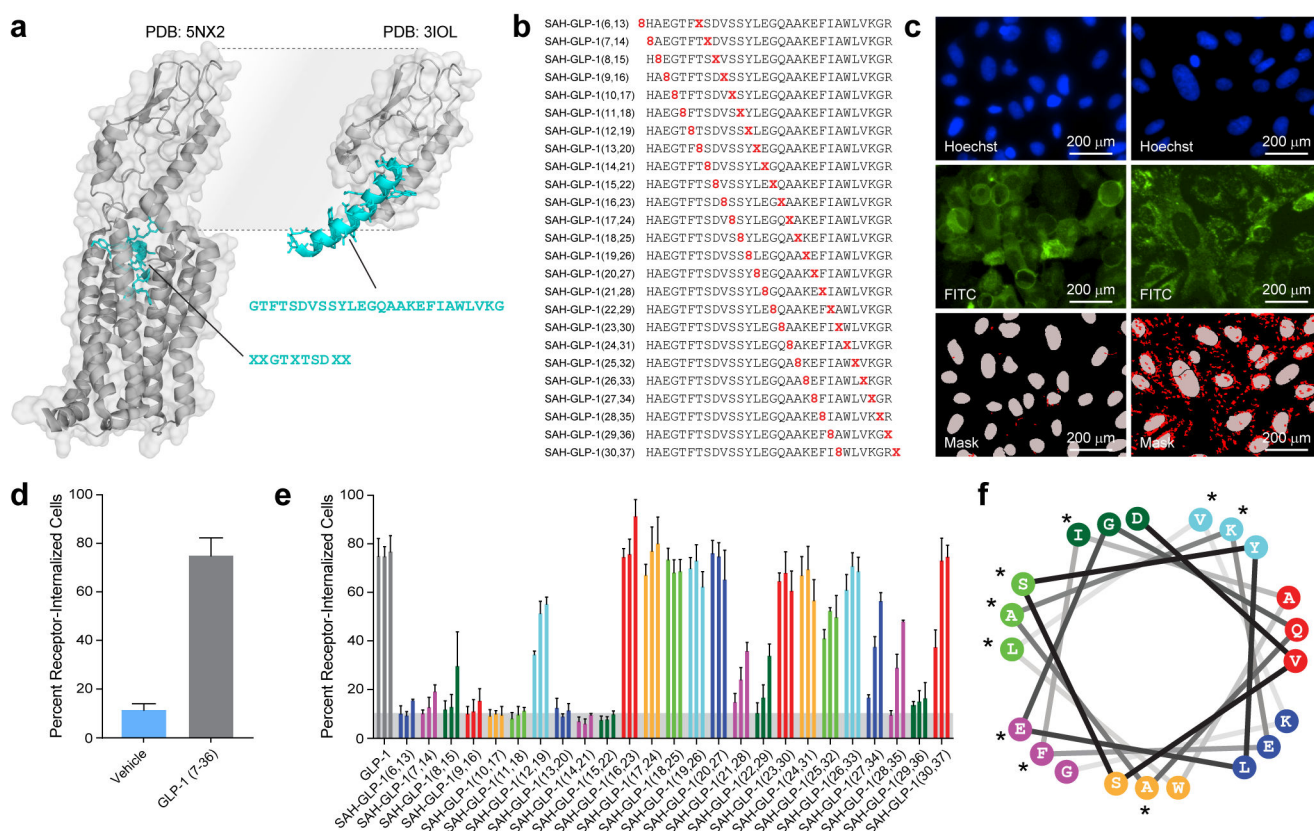 a
PDB: 5NX2
PDB: 3IOL
GTFTSDVSSYLEGQAAKEFIAWLVKG
XXGTXTSDXX
b
SAH-GLP-1(6,13) 8HAEGTFXSDVSSYLEGQAAKEFIAWLVKGR
SAH-GLP-1(7,14) 8AEGTFTXDVSSYLEGQAAKEFIAWLVKGR
SAH-GLP-1(8,15) H8EGTFTSXVSSYLEGQAAKEFIAWLVKGR
SAH-GLP-1(9,16) HA8GTFTSDXSSYLEGQAAKEFIAWLVKGR
SAH-GLP-1(10,17) HAE8TFTSDVXSYLEGQAAKEFIAWLVKGR
SAH-GLP-1(11,18) HAEG8FTSDVSXYLEGQAAKEFIAWLVKGR
SAH-GLP-1(12,19) HAEGT8TSDVSSXLEGQAAKEFIAWLVKGR
SAH-GLP-1(13,20) HAEGTF8SDVSSYXEGQAAKEFIAWLVKGR
SAH-GLP-1(14,21) HAEGTFT8DVSSYLXGQAAKEFIAWLVKGR
SAH-GLP-1(15,22) HAEGTFTS8VSSYLEXQAAKEFIAWLVKGR
SAH-GLP-1(16,23) HAEGTFTSD8SSYLEGXAAKEFIAWLVKGR
SAH-GLP-1(17,24) HAEGTFTSDV8SYLEGQXAKEFIAWLVKGR
SAH-GLP-1(18,25) HAEGTFTSDVS8YLEGQAXKEFIAWLVKGR
SAH-GLP-1(19,26) HAEGTFTSDVSS8LEGQAAXEFIAWLVKGR
SAH-GLP-1(20,27) HAEGTFTSDVSSY8EGQAAKXFIAWLVKGR
SAH-GLP-1(21,28) HAEGTFTSDVSSYL8GQAAKEXIAWLVKGR
SAH-GLP-1(22,29) HAEGTFTSDVSSYLE8QAAKEFXAWLVKGR
SAH-GLP-1(23,30) HAEGTFTSDVSSYLEG8AAKEFIXWLVKGR
SAH-GLP-1(24,31) HAEGTFTSDVSSYLEGQ8AKEFIAXLVKGR
SAH-GLP-1(25,32) HAEGTFTSDVSSYLEGQA8KEFIAWXVKGR
SAH-GLP-1(26,33) HAEGTFTSDVSSYLEGQAA8EFIAWLXKGR
SAH-GLP-1(27,34) HAEGTFTSDVSSYLEGQAAK8FIAWLVXGR
SAH-GLP-1(28,35) HAEGTFTSDVSSYLEGQAAKE8IAWLVKXR
SAH-GLP-1(29,36) HAEGTFTSDVSSYLEGQAAKEF8AWLVKGX
SAH-GLP-1(30,37) HAEGTFTSDVSSYLEGQAAKEFI8WLVKGRX
c
Hoechst 200 μm
Hoechst 200 μm
FITC 200 μm
FITC 200 μm
Mask 200 μm
Mask 200 μm
d
Percent Receptor-Internalized Cells
100
80
60
40
20
0
Vehicle
GLP-1 (7-36)
e
Percent Receptor-Internalized Cells
100
80
60
40
20
0
GLP-1
SAH-GLP-1(6,13)
SAH-GLP-1(7,14)
SAH-GLP-1(8,15)
SAH-GLP-1(9,16)
SAH-GLP-1(10,17)
SAH-GLP-1(11,18)
SAH-GLP-1(12,19)
SAH-GLP-1(13,20)
SAH-GLP-1(14,21)
SAH-GLP-1(15,22)
SAH-GLP-1(16,23)
SAH-GLP-1(17,24)
SAH-GLP-1(18,25)
SAH-GLP-1(19,26)
SAH-GLP-1(20,27)
SAH-GLP-1(21,28)
SAH-GLP-1(22,29)
SAH-GLP-1(23,30)
SAH-GLP-1(24,31)
SAH-GLP-1(25,32)
SAH-GLP-1(26,33)
SAH-GLP-1(27,34)
SAH-GLP-1(28,35)
SAH-GLP-1(29,36)
SAH-GLP-1(30,37)
f
* I G D V * K * Y
* S
* A
* L
A
Q
V
* E
* F
G
S
A *
W
L
E
K